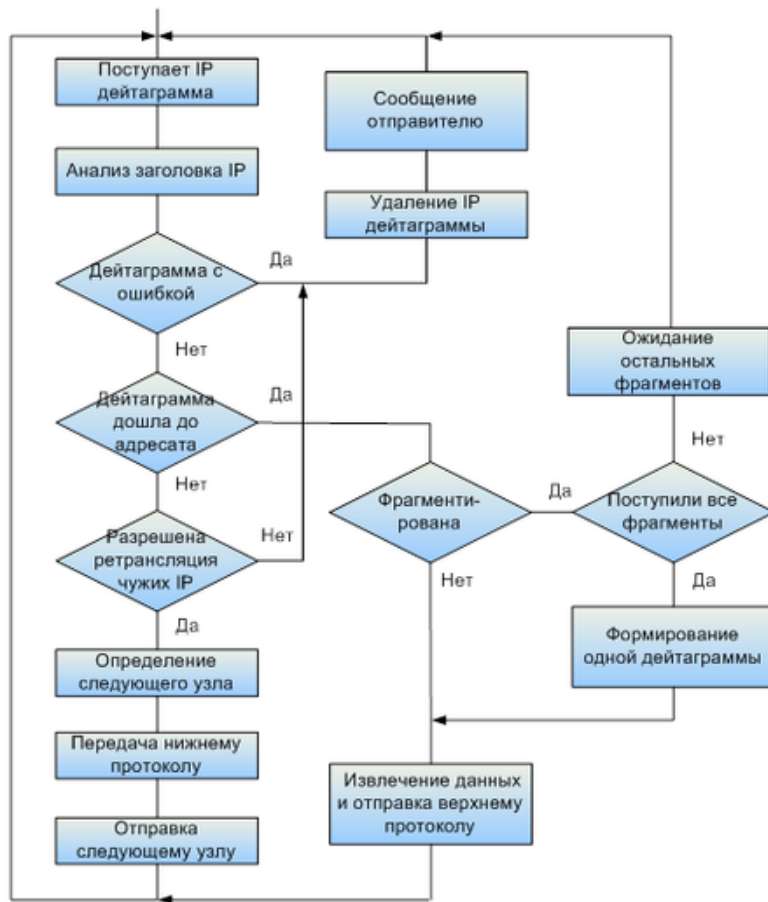 Поступает IP
дейтаграмма
Сообщение
отправителю
Анализ заголовка IP
Удаление IP
дейтаграммы
Дейтаграмма с
ошибкой
Да
Нет
Ожидание
остальных
фрагментов
Дейтаграмма
дошла до
адресата
Да
Нет
Нет
Фрагменти-
рована
Да
Поступили все
фрагменты
Разрешена
ретрансляция
чужих IP
Нет
Нет
Да
Да
Формирование
одной дейтаграммы
Определение
следующего узла
Передача нижнему
протоколу
Извлечение данных
и отправка верхнему
протоколу
Отправка
следующему узлу